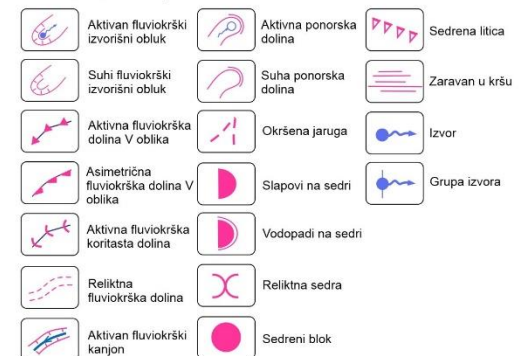 Aktivan fluviokrški
izvorišni obluk
Suhi fluviokrški
izvorišni obluk
Aktivna fluviokrška
dolina V oblika
Asimetrična
fluviokrška dolina V
oblika
Aktivna fluviokrška
koritasta dolina
Reliktna
fluviokrška dolina
Aktivan fluviokrški
kanjon
Aktivna ponorska
dolina
Suha ponorska
dolina
Okršena jaruga
Slapovi na sedri
Vodopadi na sedri
Reliktna sedra
Sedreni blok
Sedrena litica
Zaravan u kršu
Izvor
Grupa izvora